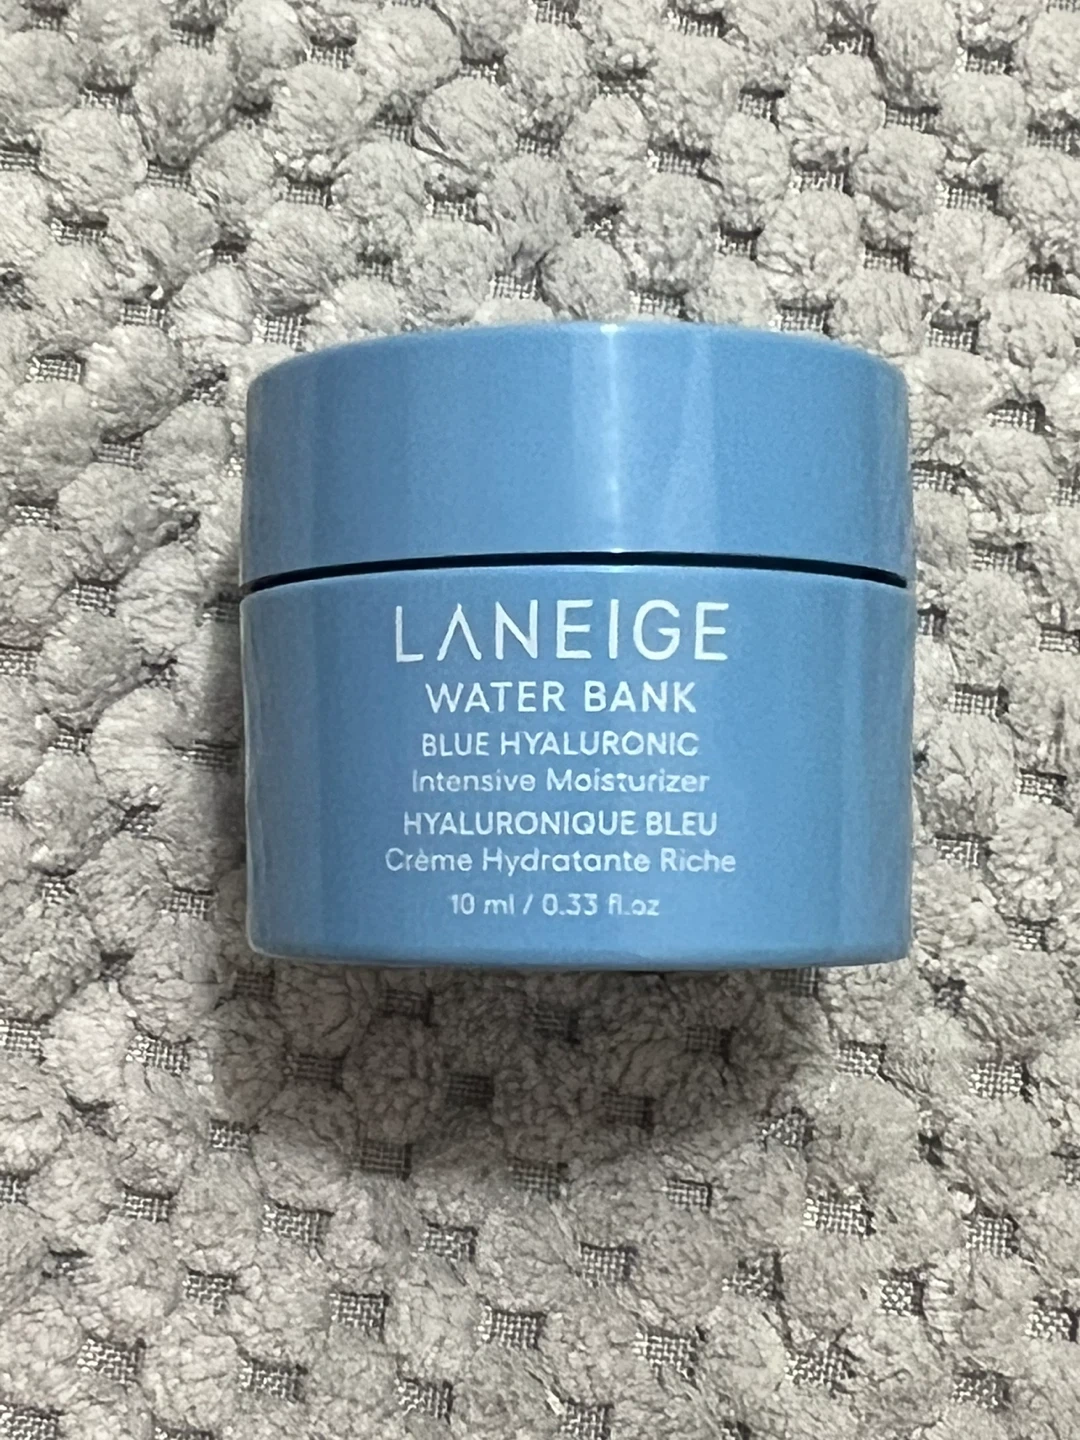 LANEIGE
WATER BANK
BLUE HYALURONIC
Intensive Moisturizer
HYALURONIQUE BLEU
Crème Hydratante Riche
10 ml / 0.33 fl.oz